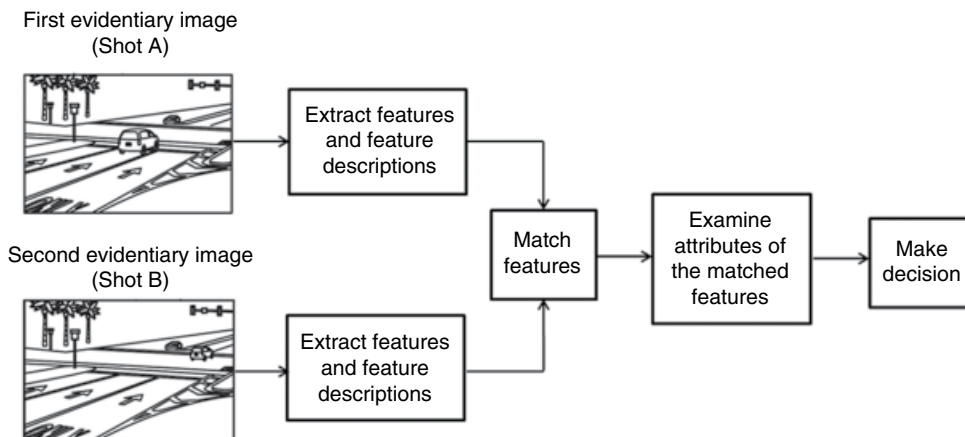 First evidentiary image
(Shot A)
Extract features
and feature
descriptions
Second evidentiary image
(Shot B)
Extract features
and feature
descriptions
Match
features
Examine
attributes of
the matched
features
Make
decision